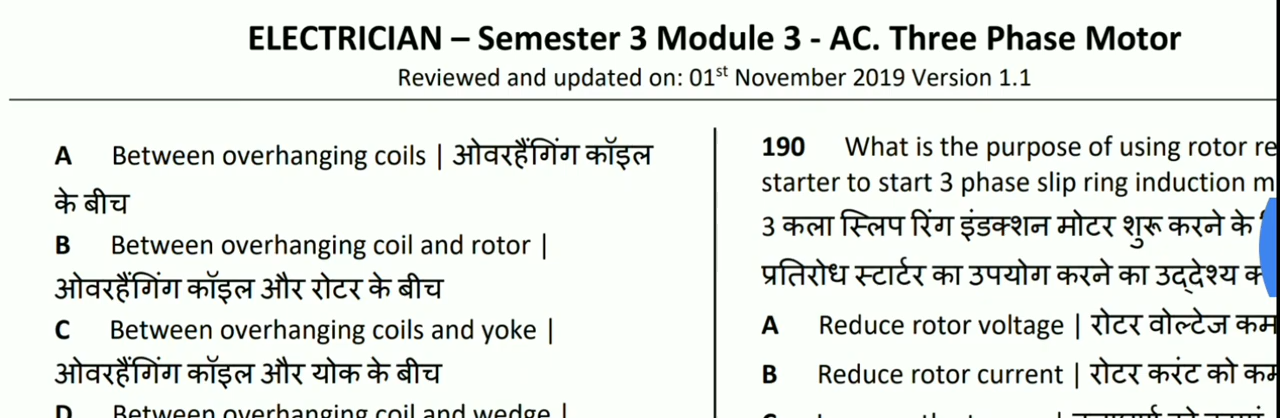 ELECTRICIAN – Semester 3 Module 3 - AC. Three Phase Motor
Reviewed and updated on: 01st November 2019 Version 1.1
A Between overhanging coils | ओवरहैंगिंग कॉइल
के बीच
B Between overhanging coil and rotor |
ओवरहैंगिंग कॉइल और रोटर के बीच
C Between overhanging coils and yoke |
ओवरहैंगिंग कॉइल और योक के बीच
D Between overhanging coil and wedge |
190 What is the purpose of using rotor re
starter to start 3 phase slip ring induction m
3 कला स्लिप रिंग इंडक्शन मोटर शुरू करने के
प्रतिरोध स्टार्टर का उपयोग करने का उद्देश्य
A Reduce rotor voltage | रोटर वोल्टेज कम
B Reduce rotor current | रोटर करंट को कम